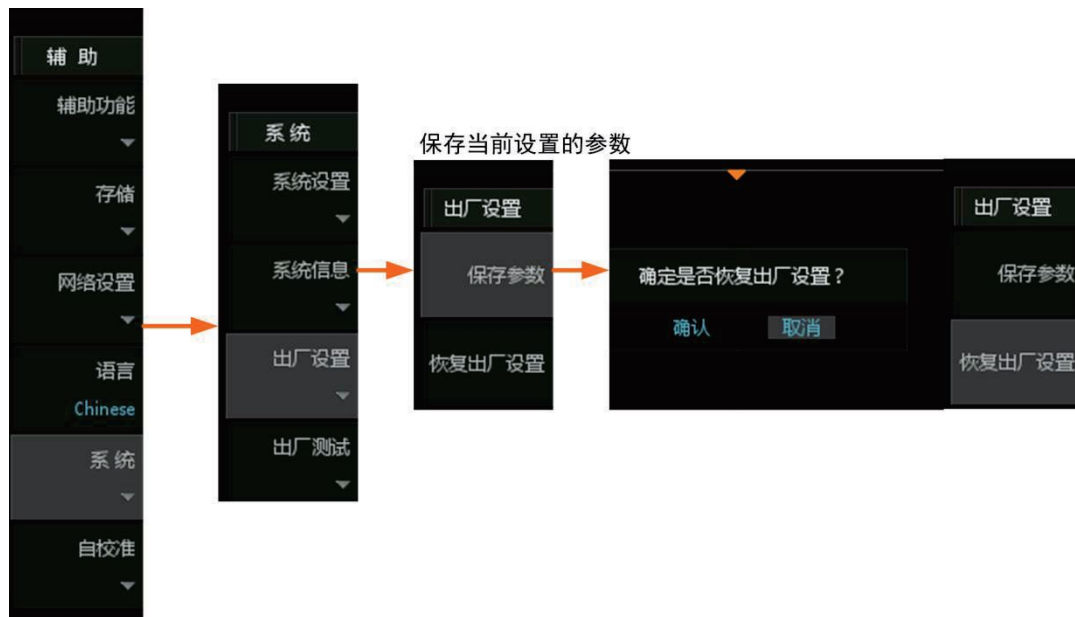 辅 助
辅助功能
存储
网络设置
语言
Chinese
系 统
自校准
系 统
系统设置
系统信息
出厂设置
出厂测试
保存当前设置的参数
出厂设置
保存参数
恢复出厂设置
确定是否恢复出厂设置？
确认 取消
出厂设置
保存参数
恢复出厂设置